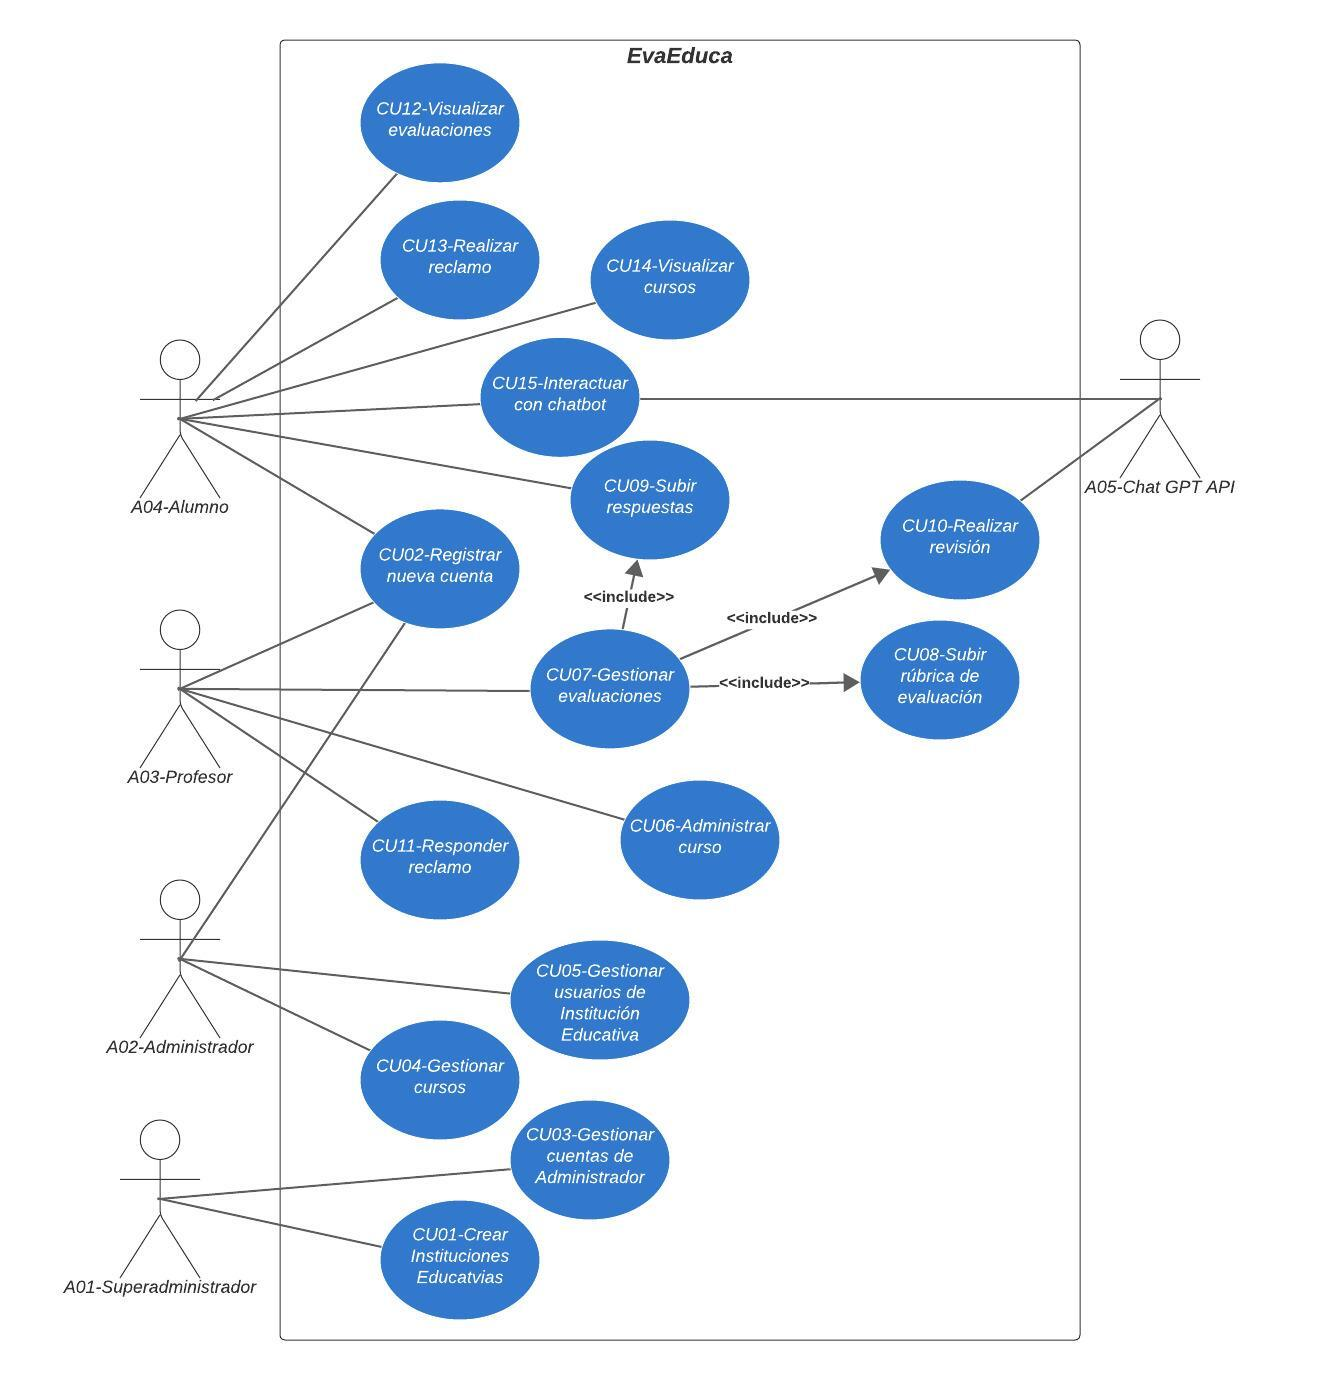 EvaEduca
CU12-Visualizar
evaluaciones
CU13-Realizar
reclamo
CU14-Visualizar
cursos
CU15-Interactuar
con chatbot
A05-Chat GPT API
A04-Alumno
CU09-Subir
respuestas
CU10-Realizar
revisión
CU02-Registrar
nueva cuenta
<<include>>
<<include>>
CU07-Gestionar
evaluaciones
<<include>>
CU08-Subir
rúbrica de
evaluación
A03-Profesor
CU06-Administrar
curso
CU11-Responder
reclamo
CU05-Gestionar
usuarios de
Institución
Educativa
A02-Administrador
CU04-Gestionar
cursos
CU03-Gestionar
cuentas de
Administrador
CU01-Crear
Instituciones
Educatvias
A01-Superadministrador